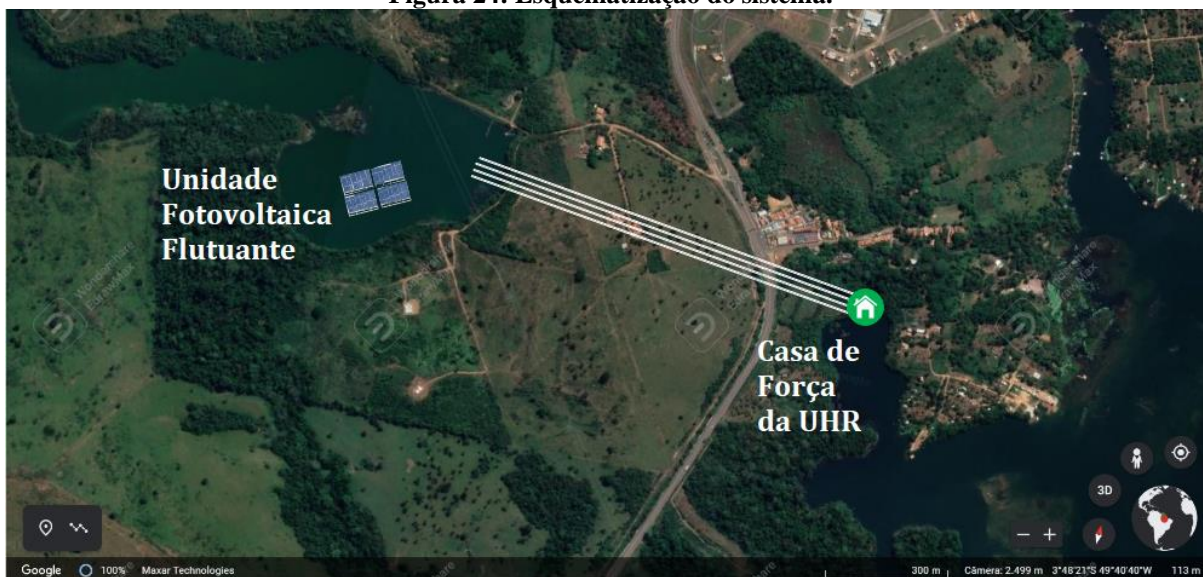 Figura 24: Esquematização do sistema.
Unidade
Fotovoltaica
Flutuante
Casa de
Força
da UHR
3D
Google 100% Maxar Technologies 300 m Câmera: 2.499 m 3°48'21"S 49°40'40"W 113 m